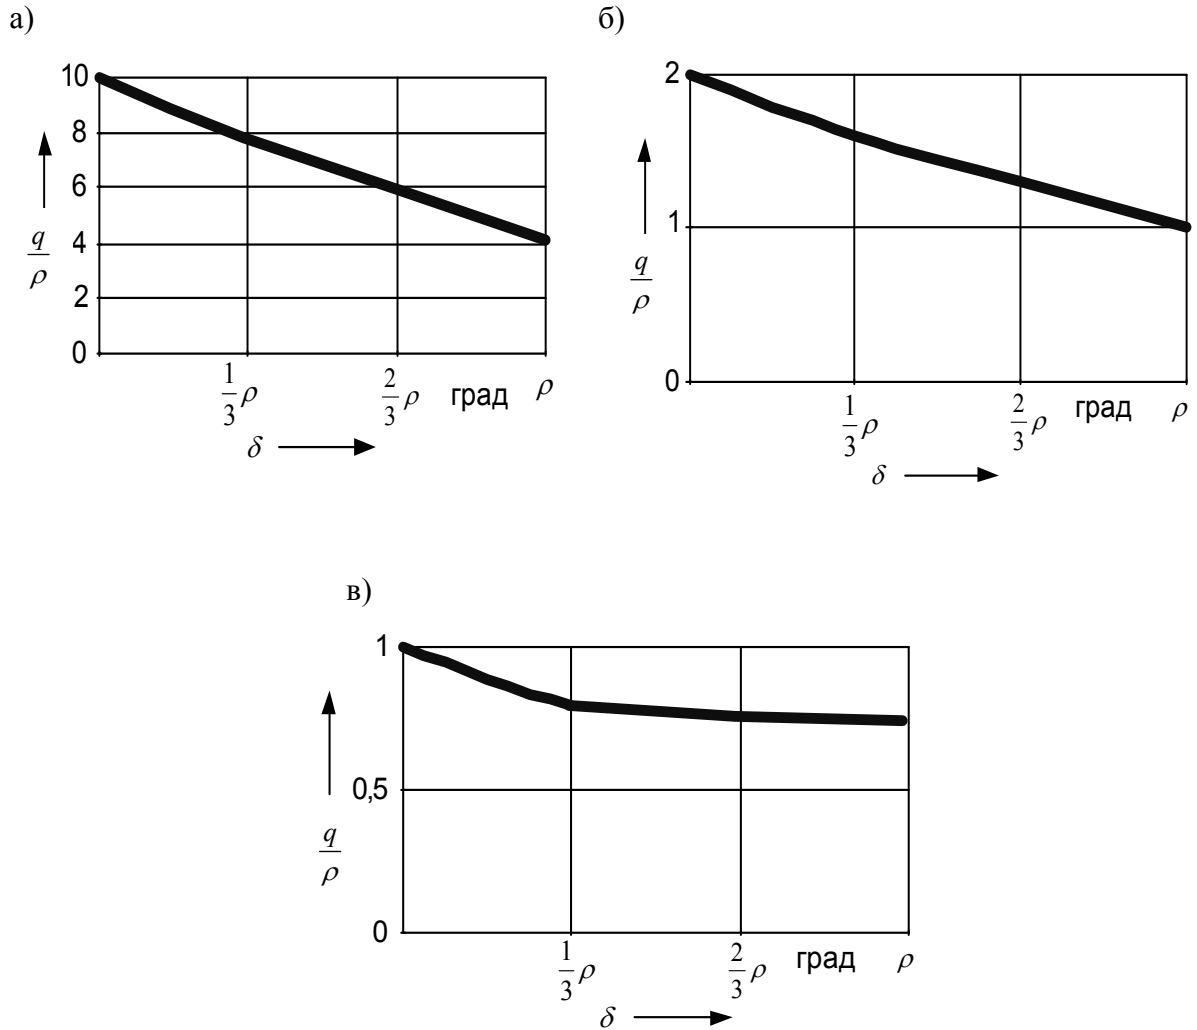 а)
10
8
6
4
2
0
q/ρ
1/3 ρ 2/3 ρ град ρ
δ
б)
2
1
0
q/ρ
1/3 ρ 2/3 ρ град ρ
δ
в)
1
0,5
0
q/ρ
1/3 ρ 2/3 ρ град ρ
δ